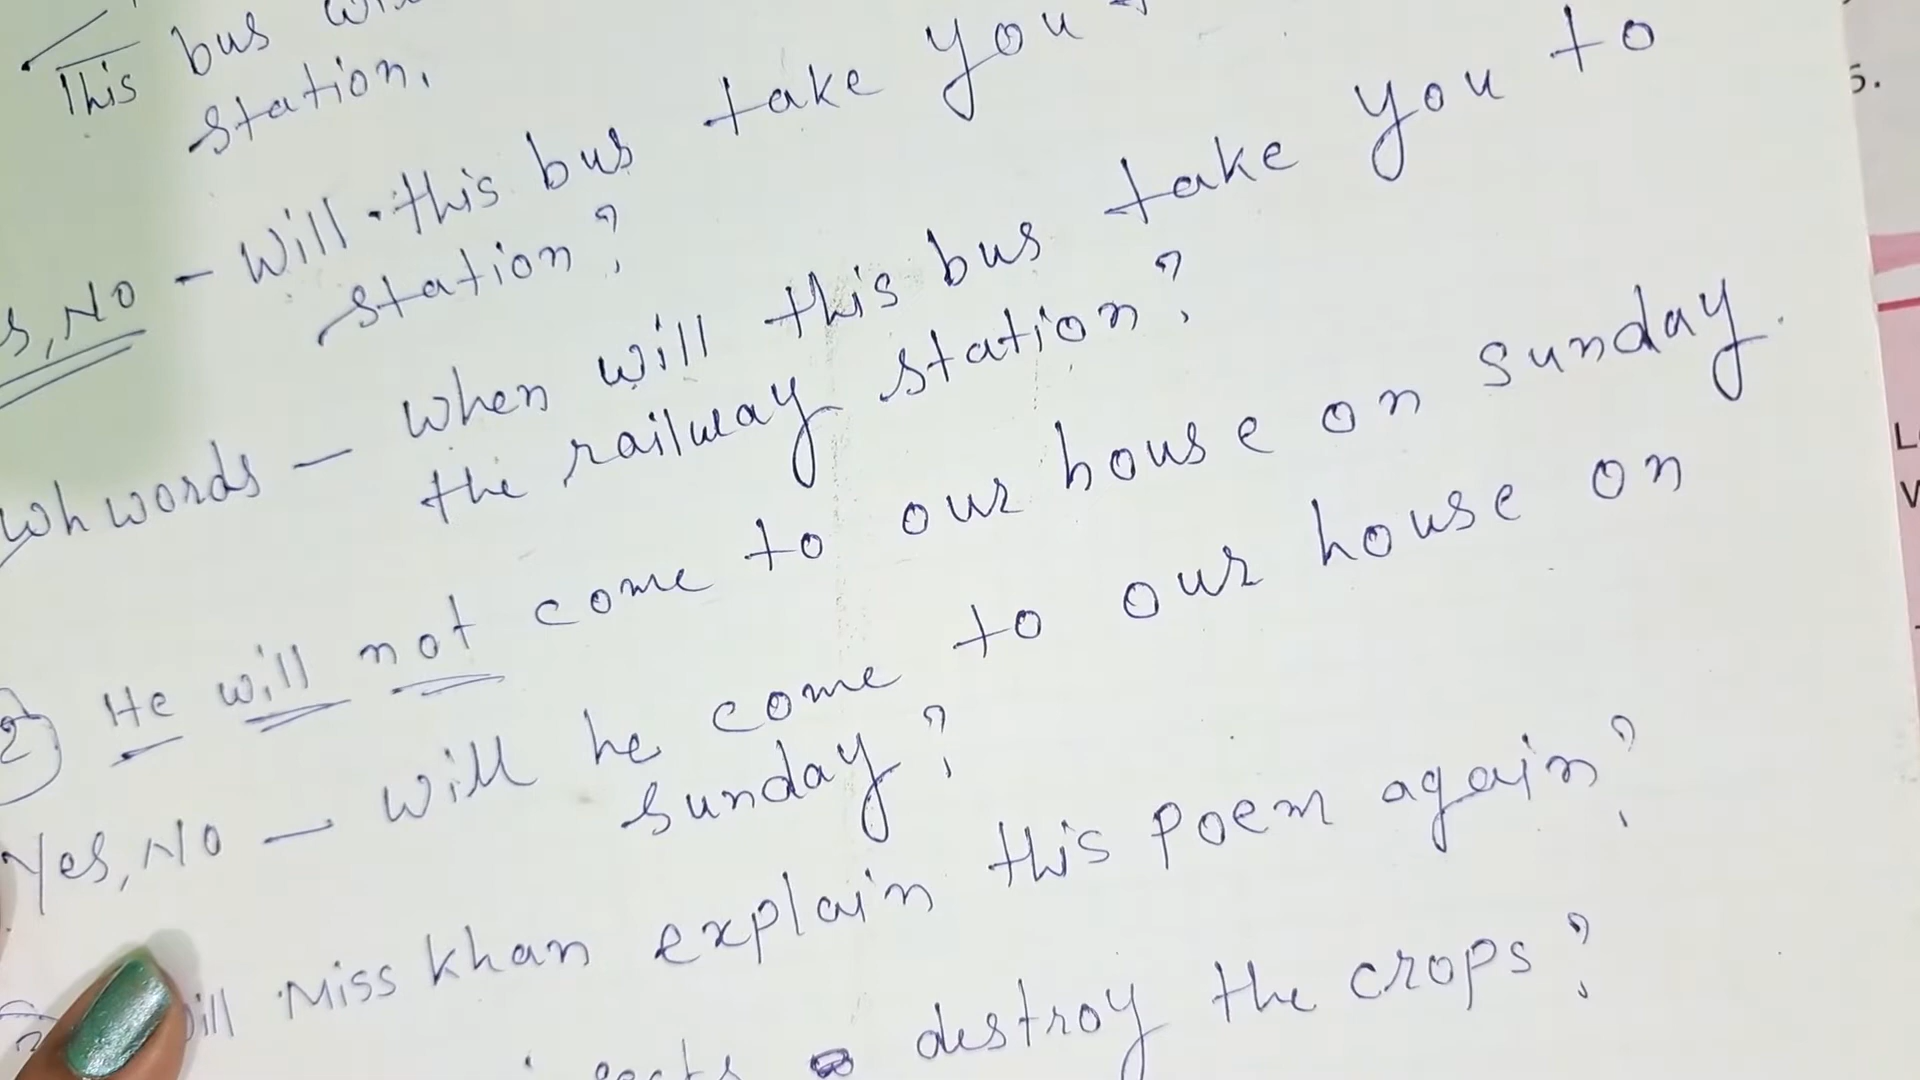 This bus
station.
NO - Will this bus take you
station?
Wh words - When will this bus take you to
the railway station?
2) He will not come to our house on Sunday.
Yes, NO - Will he come to our house on
Sunday?
Miss Khan explain this poem again?
destroy the crops?
5.